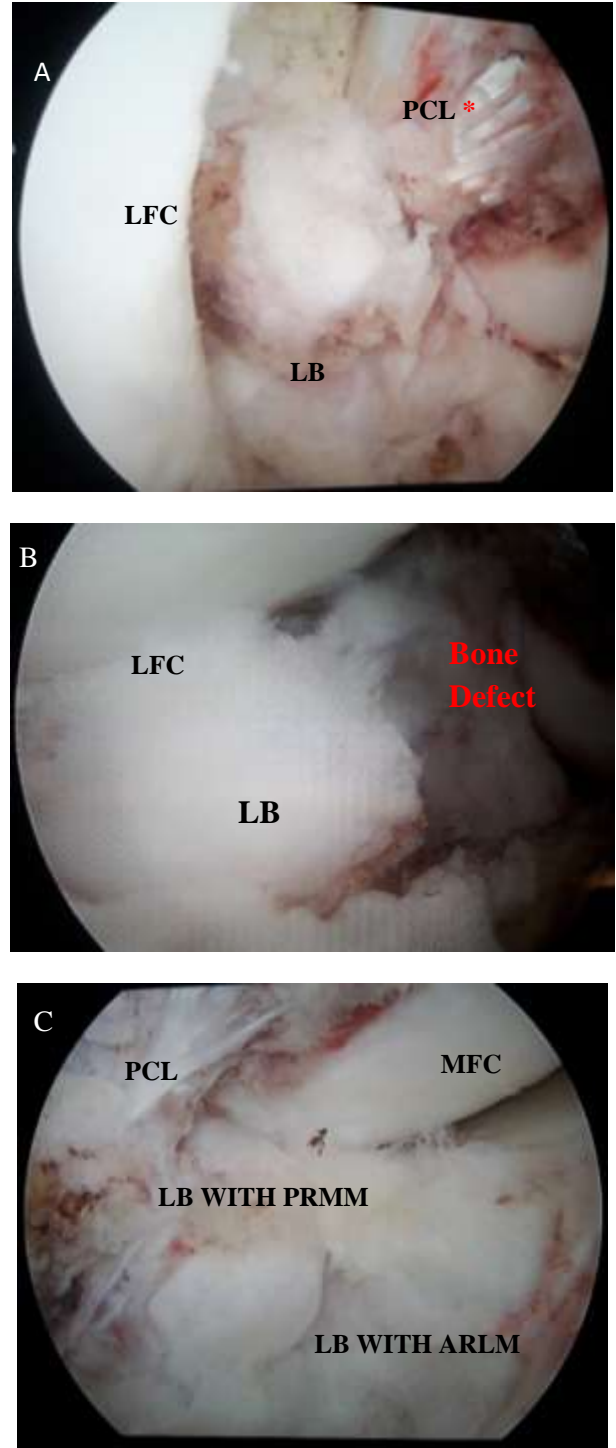 A
PCL *
LFC
LB
B
LFC
Bone
Defect
LB
C
PCL
MFC
LB WITH PRMM
LB WITH ARLM